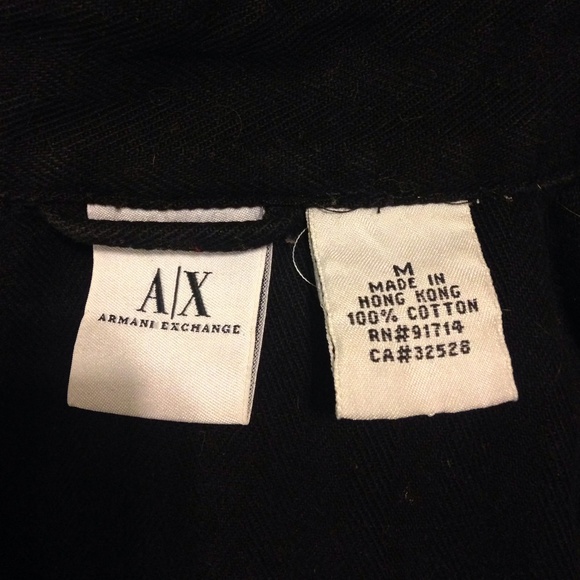 A|X
ARMANI EXCHANGE
M
MADE IN
HONG KONG
100% COTTON
RN#91714
CA#32528